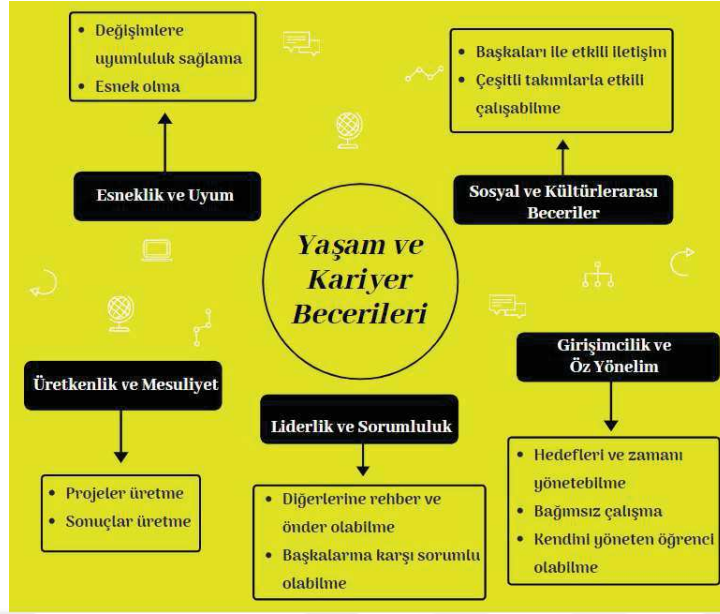 Değişimlere
uyumluluk sağlama
Esnek olma
Esneklik ve Uyum
Başkaları ile etkili iletişim
Çeşitli takımlarla etkili
çalışabilme
Sosyal ve Kültürlerarası
Beceriler
Yaşam ve
Kariyer
Becerileri
Üretkenlik ve Mesuliyet
Projeler üretme
Sonuçlar üretme
Liderlik ve Sorumluluk
Diğerlerine rehber ve
önder olabilme
Başkalarına karşı sorumlu
olabilme
Girişimcilik ve
Öz Yönelim
Hedefleri ve zamanı
yönetebilme
Bağımsız çalışma
Kendini yöneten öğrenci
olabilme